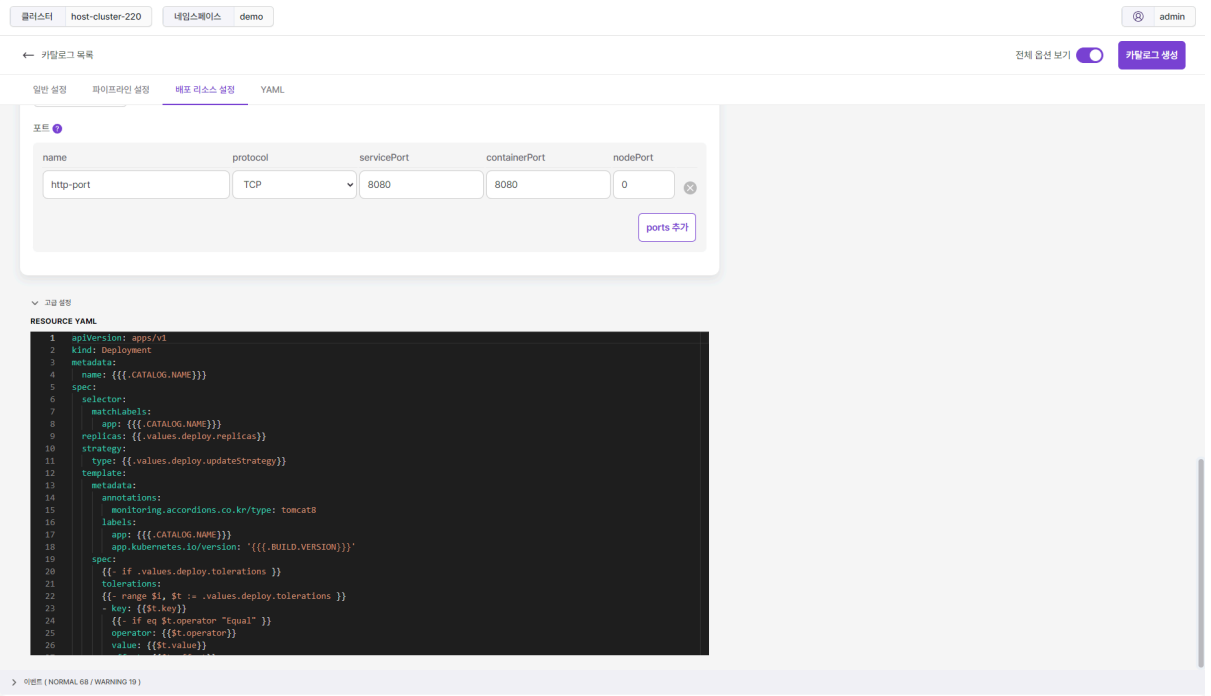 클러스터 host-cluster-220 네임스페이스 demo admin
← 카탈로그 목록 전체 옵션 보기 카탈로그 생성
일반 설정 파이프라인 설정 배포 리소스 설정 YAML
포트 ?
name protocol servicePort containerPort nodePort
http-port TCP 8080 8080 0
ports 추가
고급 설정
RESOURCE YAML
1 apiVersion: apps/v1
2 kind: Deployment
3 metadata:
4 name: {{{.CATALOG.NAME}}}
5 spec:
6 selector:
7 matchLabels:
8 app: {{{.CATALOG.NAME}}}
9 replicas: {{.values.deploy.replicas}}
10 strategy:
11 type: {{.values.deploy.updateStrategy}}
12 template:
13 metadata:
14 annotations:
15 monitoring.accordions.co.kr/type: tomcat8
16 labels:
17 app: {{{.CATALOG.NAME}}}
18 app.kubernetes.io/version: '{{{.BUILD.VERSION}}}'
19 spec:
20 {{- if .values.deploy.tolerations }}
21 tolerations:
22 {{- range $i, $t := .values.deploy.tolerations }}
23 - key: {{$t.key}}
24 {{- if eq $t.operator "Equal" }}
25 operator: {{$t.operator}}
26 value: {{$t.value}}
이벤트 ( NORMAL 68 / WARNING 19 )